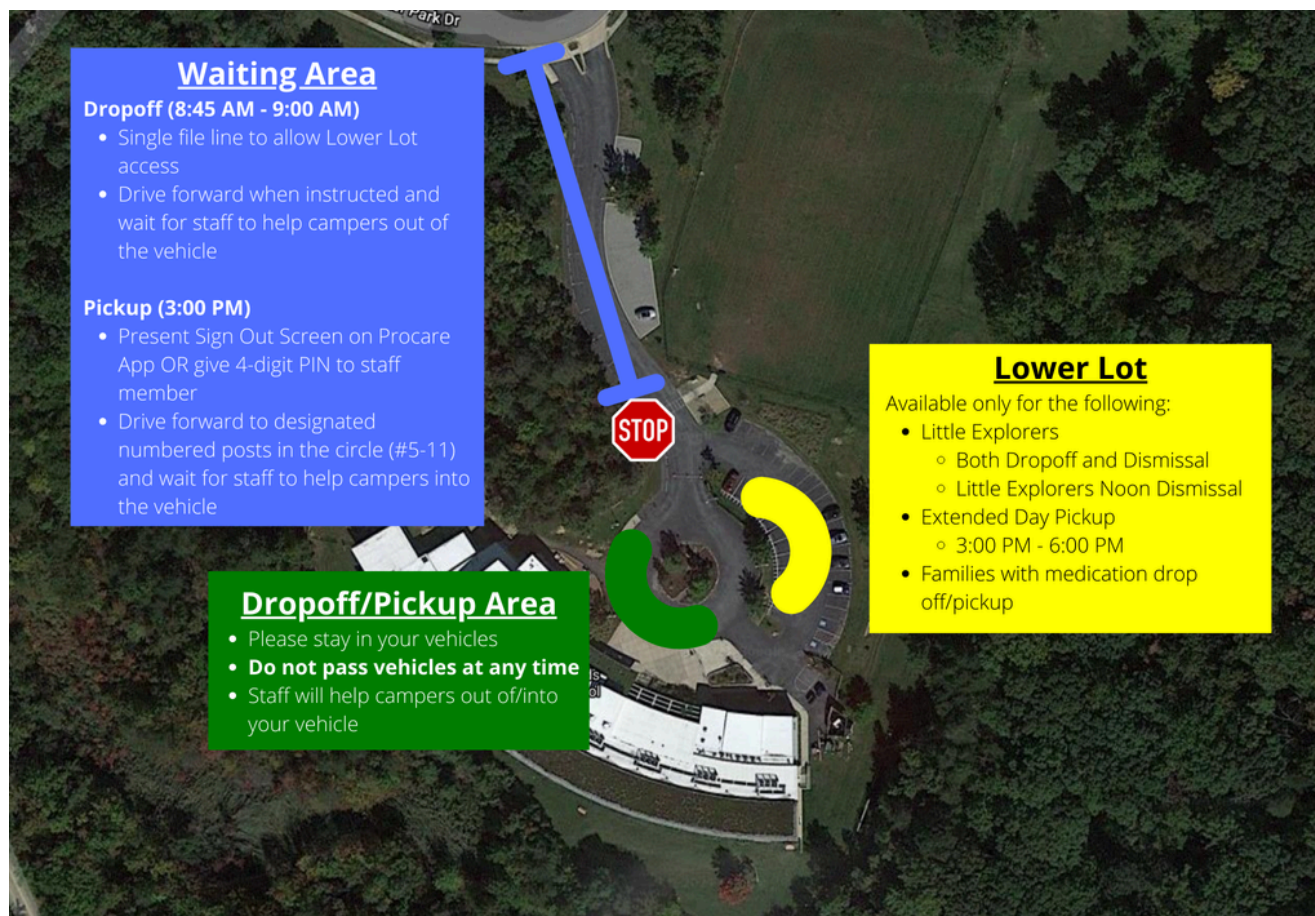 Park Dr
Waiting Area
Dropoff (8:45 AM - 9:00 AM)
• Single file line to allow Lower Lot
access
• Drive forward when instructed and
wait for staff to help campers out of
the vehicle
Pickup (3:00 PM)
• Present Sign Out Screen on Procare
App OR give 4-digit PIN to staff
member
• Drive forward to designated
numbered posts in the circle (#5-11)
and wait for staff to help campers into
the vehicle
STOP
Lower Lot
Available only for the following:
• Little Explorers
◦ Both Dropoff and Dismissal
◦ Little Explorers Noon Dismissal
• Extended Day Pickup
◦ 3:00 PM - 6:00 PM
• Families with medication drop
off/pickup
Dropoff/Pickup Area
• Please stay in your vehicles
• Do not pass vehicles at any time
• Staff will help campers out of/into
your vehicle